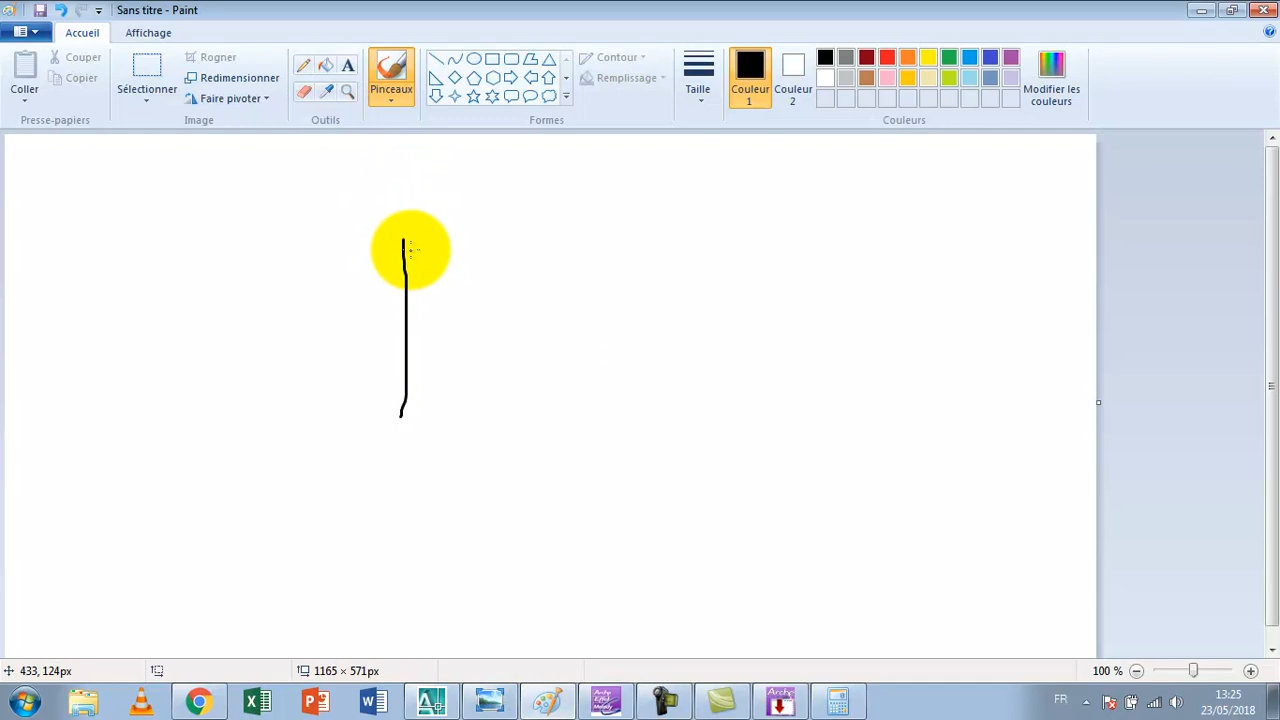 Sans titre - Paint
Accueil Affichage
Coller
Couper
Copier
Presse-papiers
Sélectionner
Rogner
Redimensionner
Faire pivoter
Image
A
Outils
Pinceaux
Contour
Remplissage
Formes
Taille
Couleur 1
Couleur 2
Modifier les couleurs
Couleurs
433, 124px
1165 × 571px
100 %
FR
13:25
23/05/2018